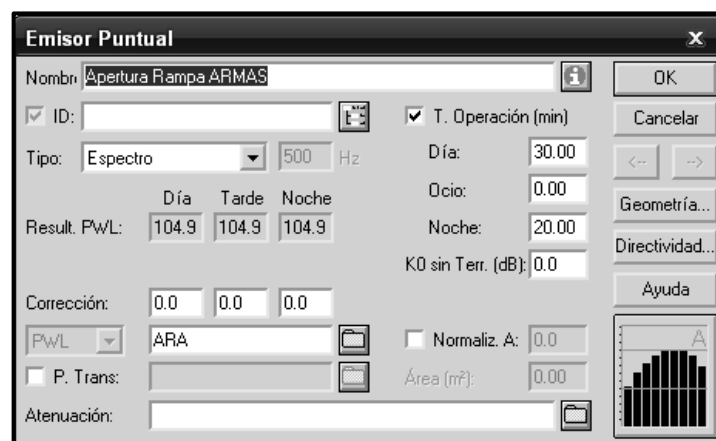 Emisor Puntual x
Nombre Apertura Rampa ARMAS OK
ID: T. Operación (min) Cancelar
Tipo: Espectro 500 Hz Día: 30.00 <-- -->
Día Tarde Noche Ocio: 0.00 Geometría...
Result. PWL: 104.9 104.9 104.9 Noche: 20.00 Directividad...
K0 sin Terr. (dB): 0.0
Corrección: 0.0 0.0 0.0 Ayuda
PWL ARA Normaliz. A: 0.0 A
P. Trans: Área (m²): 0.00
Atenuación: